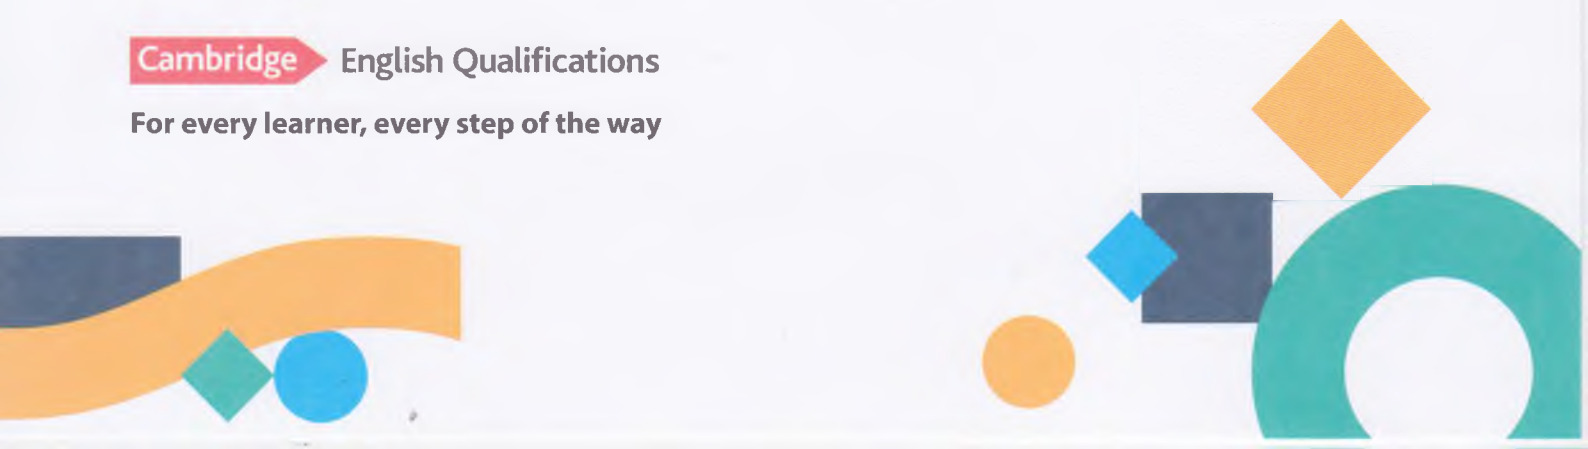 Cambridge English Qualifications
For every learner, every step of the way